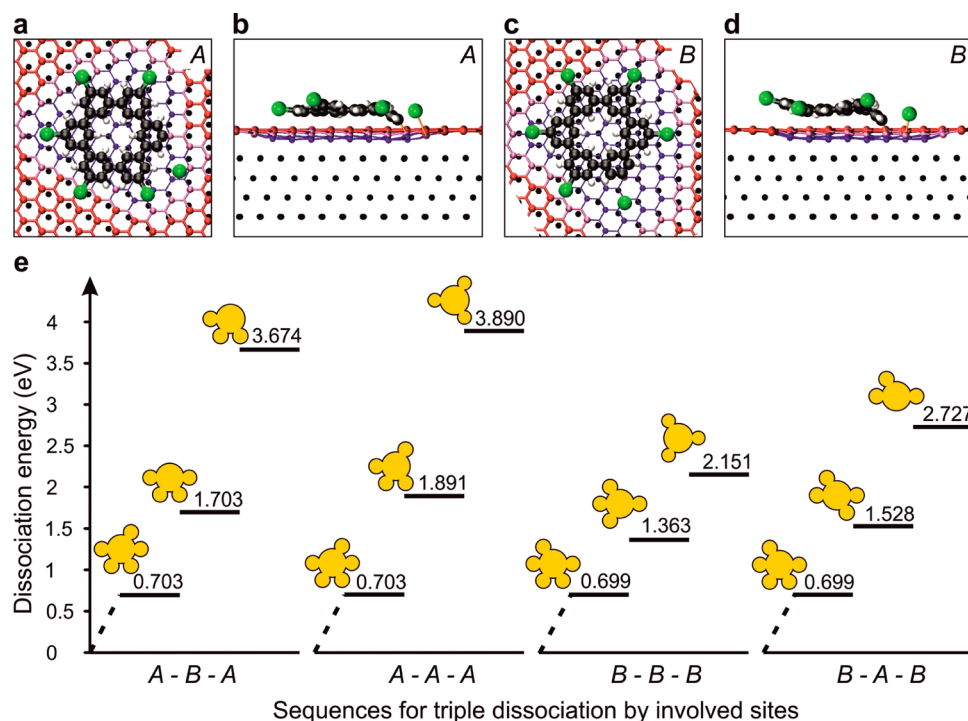 a
b
c
d
A
A
B
B
e
Dissociation energy (eV)
4
3.5
3
2.5
2
1.5
1
0.5
0
3.674
1.703
0.703
3.890
1.891
0.703
2.151
1.363
0.699
2.727
1.528
0.699
A - B - A
A - A - A
B - B - B
B - A - B
Sequences for triple dissociation by involved sites